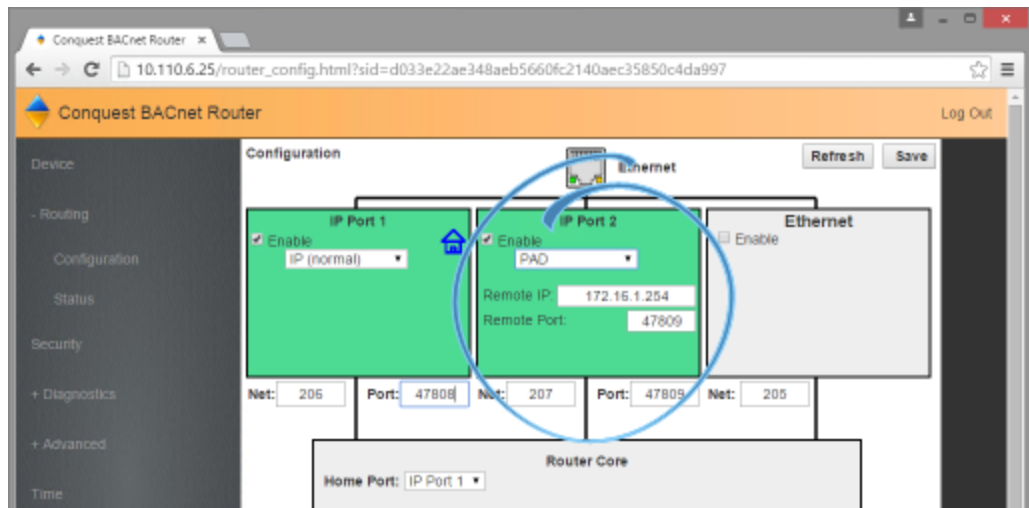 Conquest BACnet Router
10.110.6.25/router_config.html?sid=d033e22ae348aeb5660fc2140aec35850c4da997
Conquest BACnet Router
Log Out
Device
- Routing
Configuration
Status
Security
+ Diagnostics
+ Advanced
Time
Configuration
Ethernet
Refresh
Save
IP Port 1
Enable
IP (normal)
IP Port 2
Enable
PAD
Remote IP: 172.16.1.254
Remote Port: 47809
Ethernet
Enable
Net: 206 Port: 47808 Net: 207 Port: 47809 Net: 205
Router Core
Home Port: IP Port 1